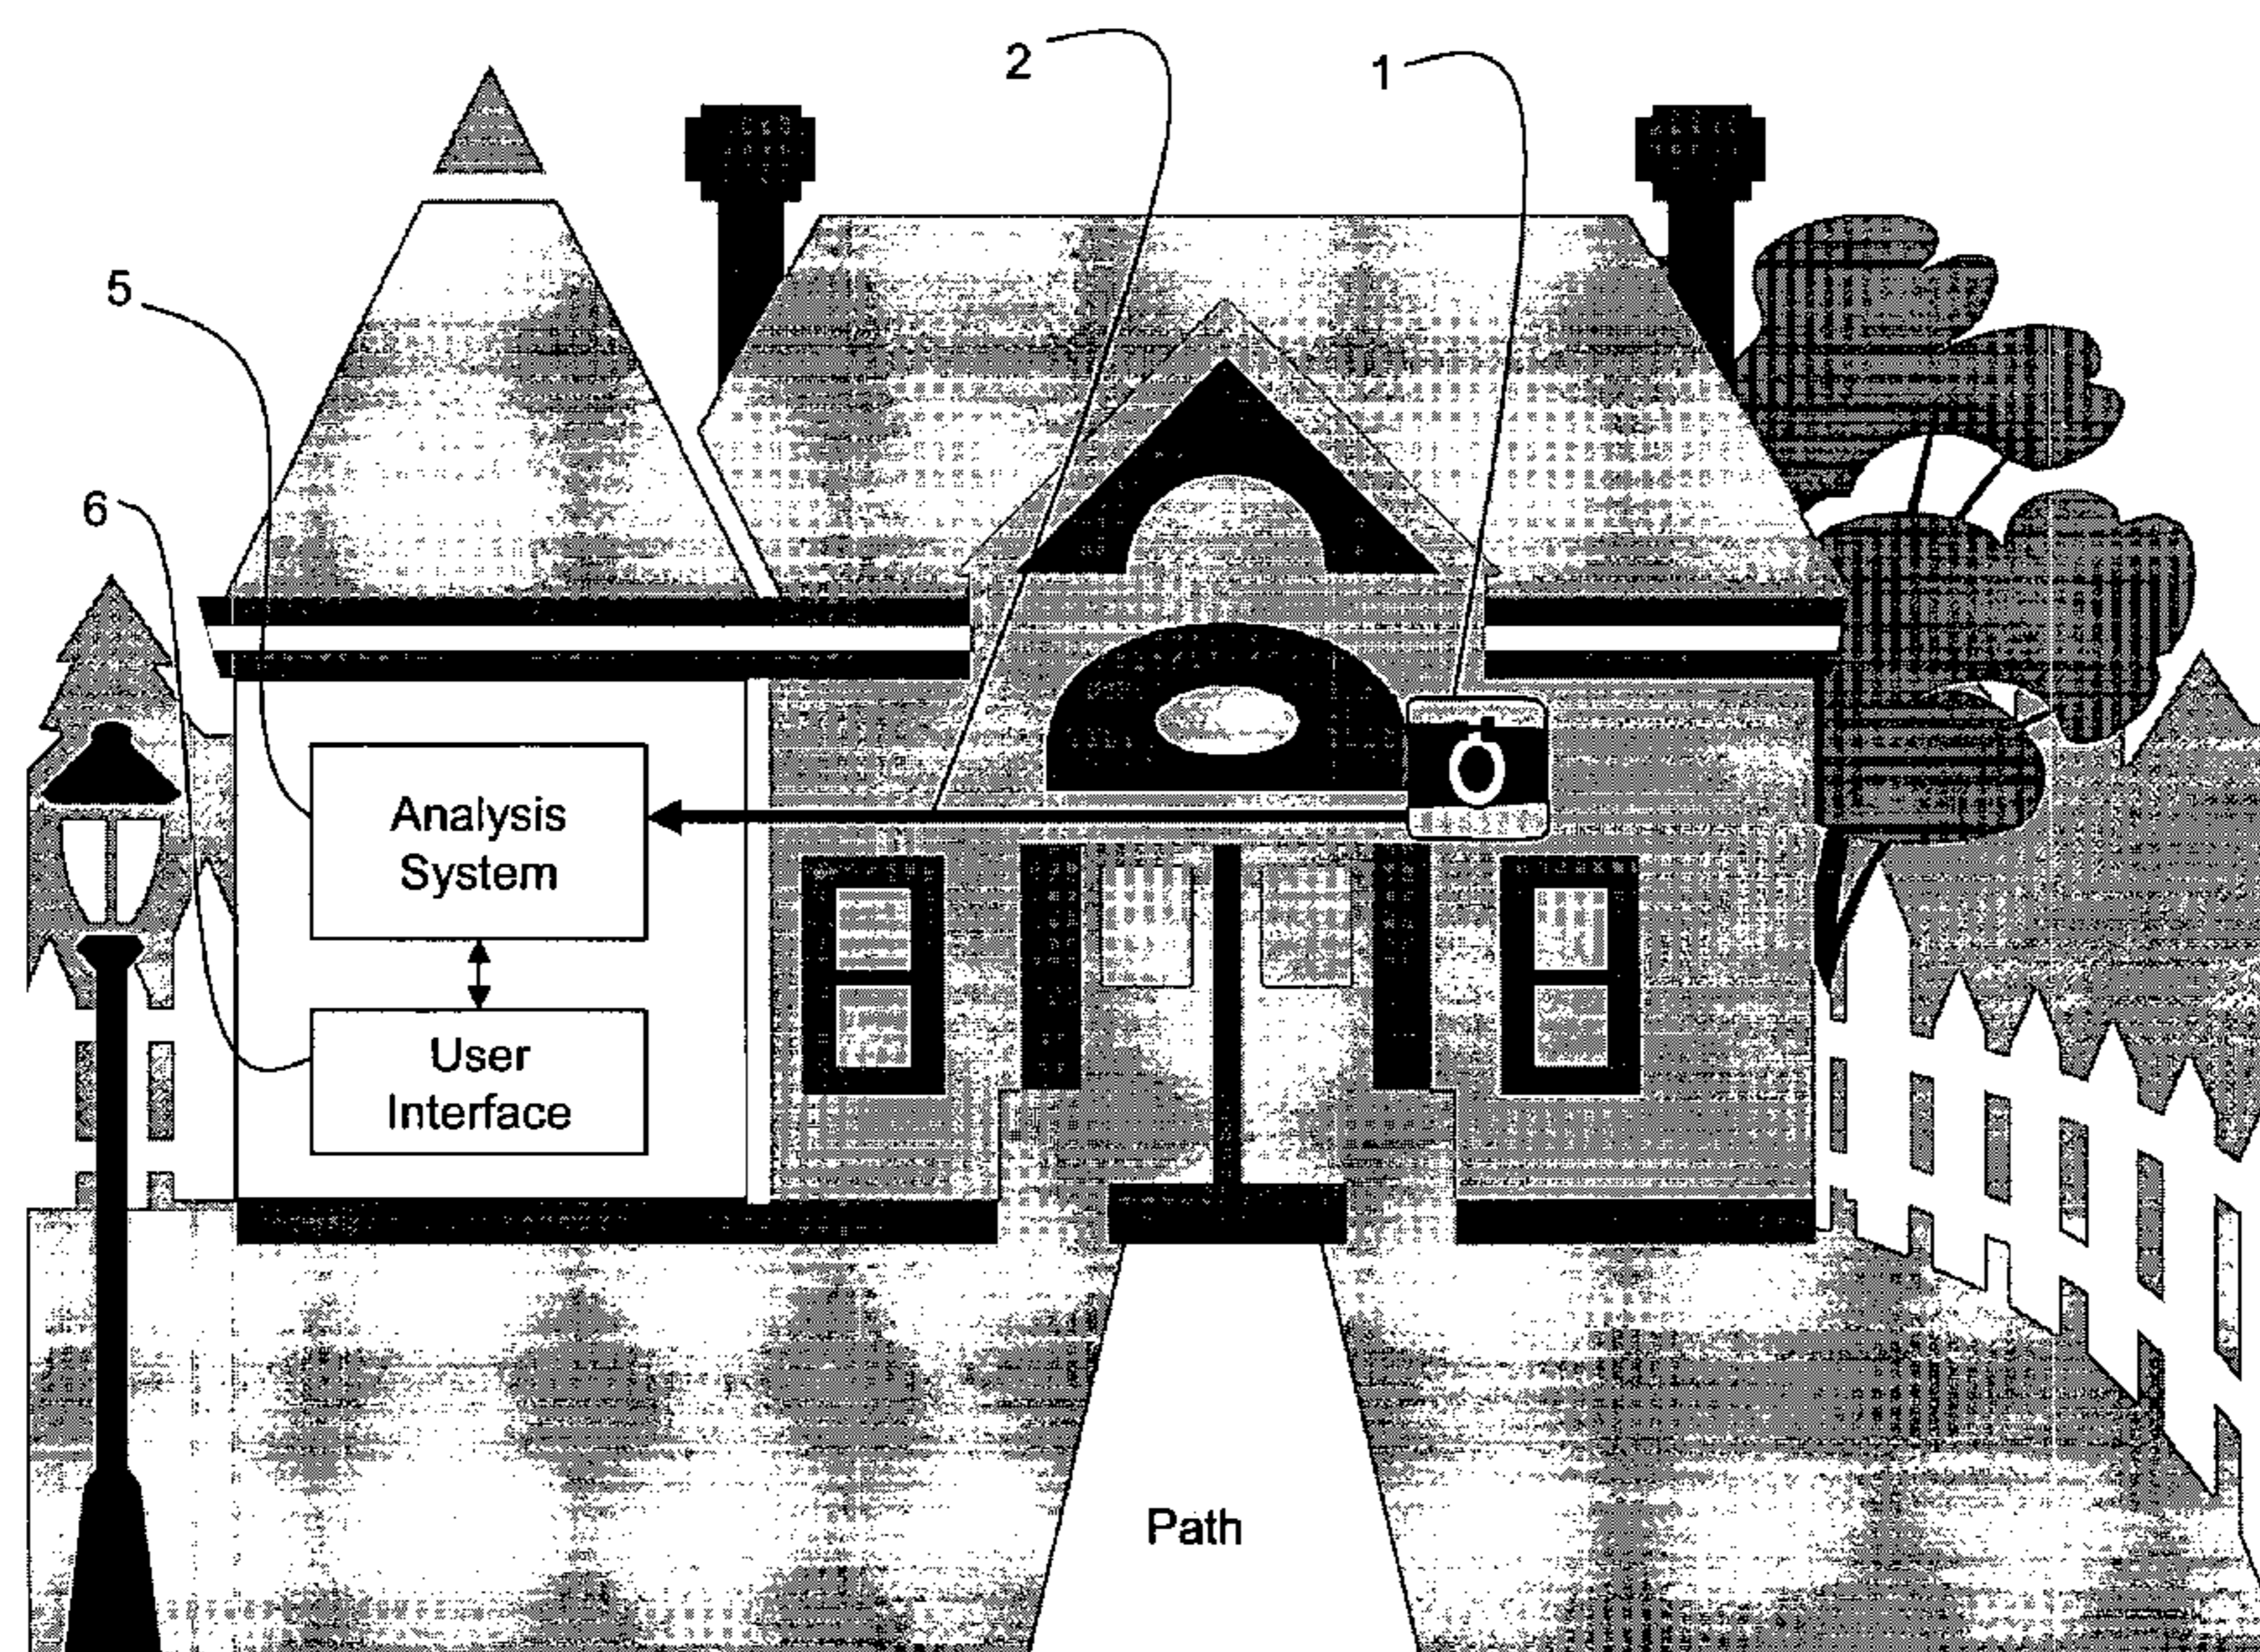 2
1
5
6
Analysis
System
User
Interface
Path